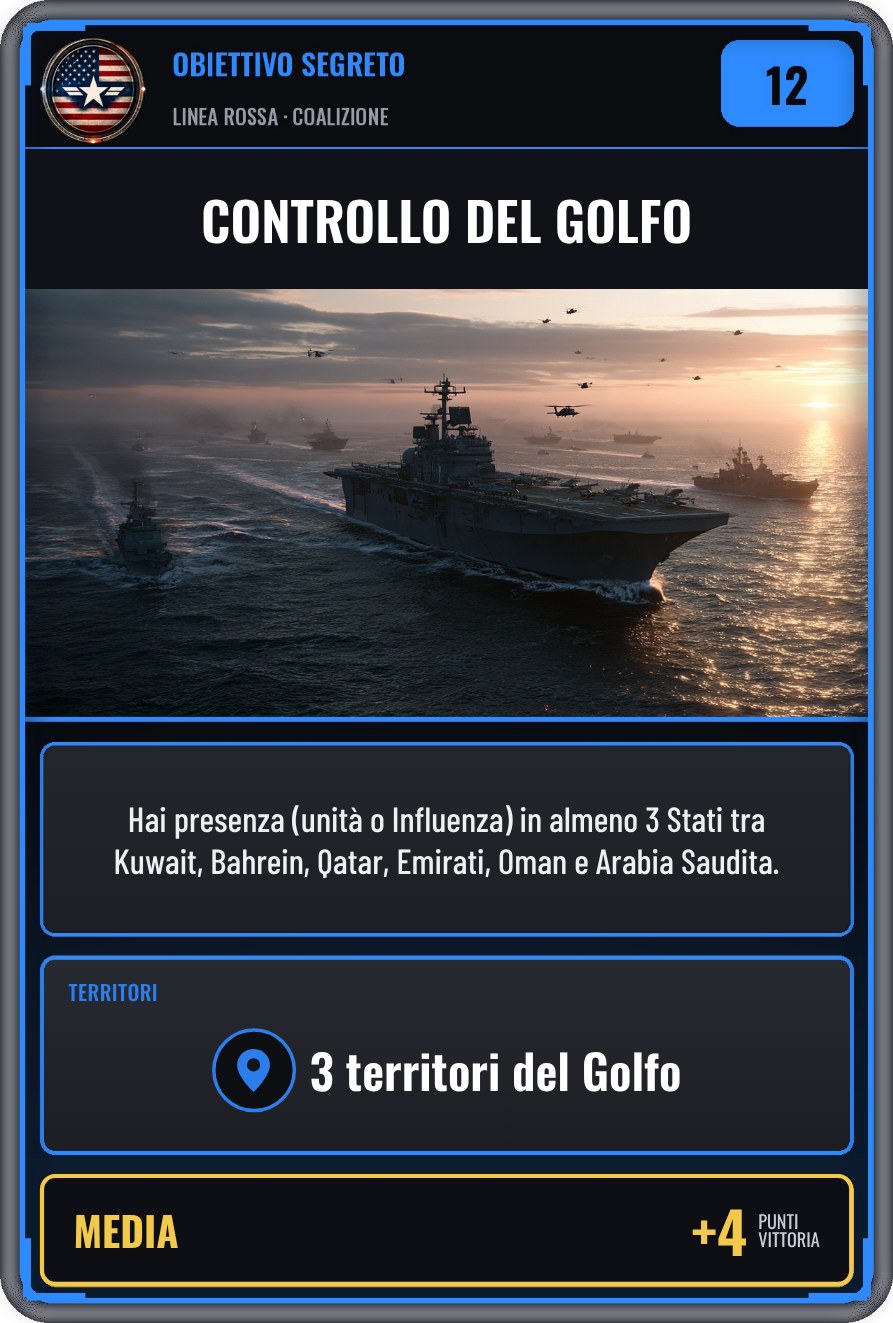 OBIETTIVO SEGRETO
LINEA ROSSA · COALIZIONE
12
CONTROLLO DEL GOLFO
Hai presenza (unità o Influenza) in almeno 3 Stati tra
Kuwait, Bahrein, Qatar, Emirati, Oman e Arabia Saudita.
TERRITORI
3 territori del Golfo
MEDIA
+4
PUNTI
VITTORIA